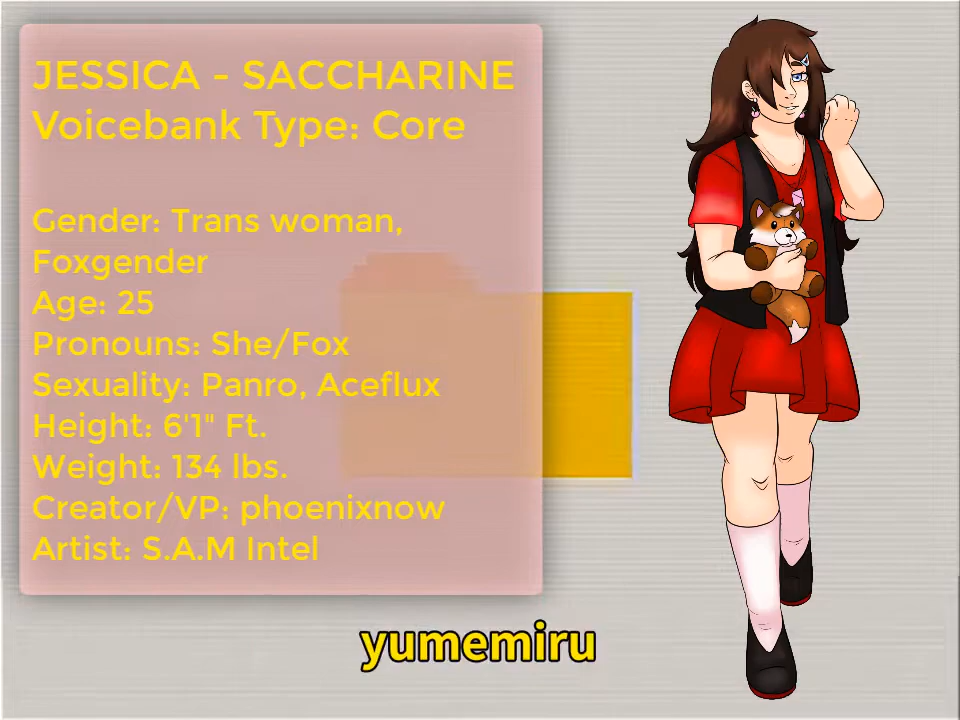 JESSICA - SACCHARINE
Voicebank Type: Core
Gender: Trans woman,
Foxgender
Age: 25
Pronouns: She/Fox
Sexuality: Panro, Aceflux
Height: 6'1" Ft.
Weight: 134 lbs.
Creator/VP: phoenixnow
Artist: S.A.M Intel
yumemiru